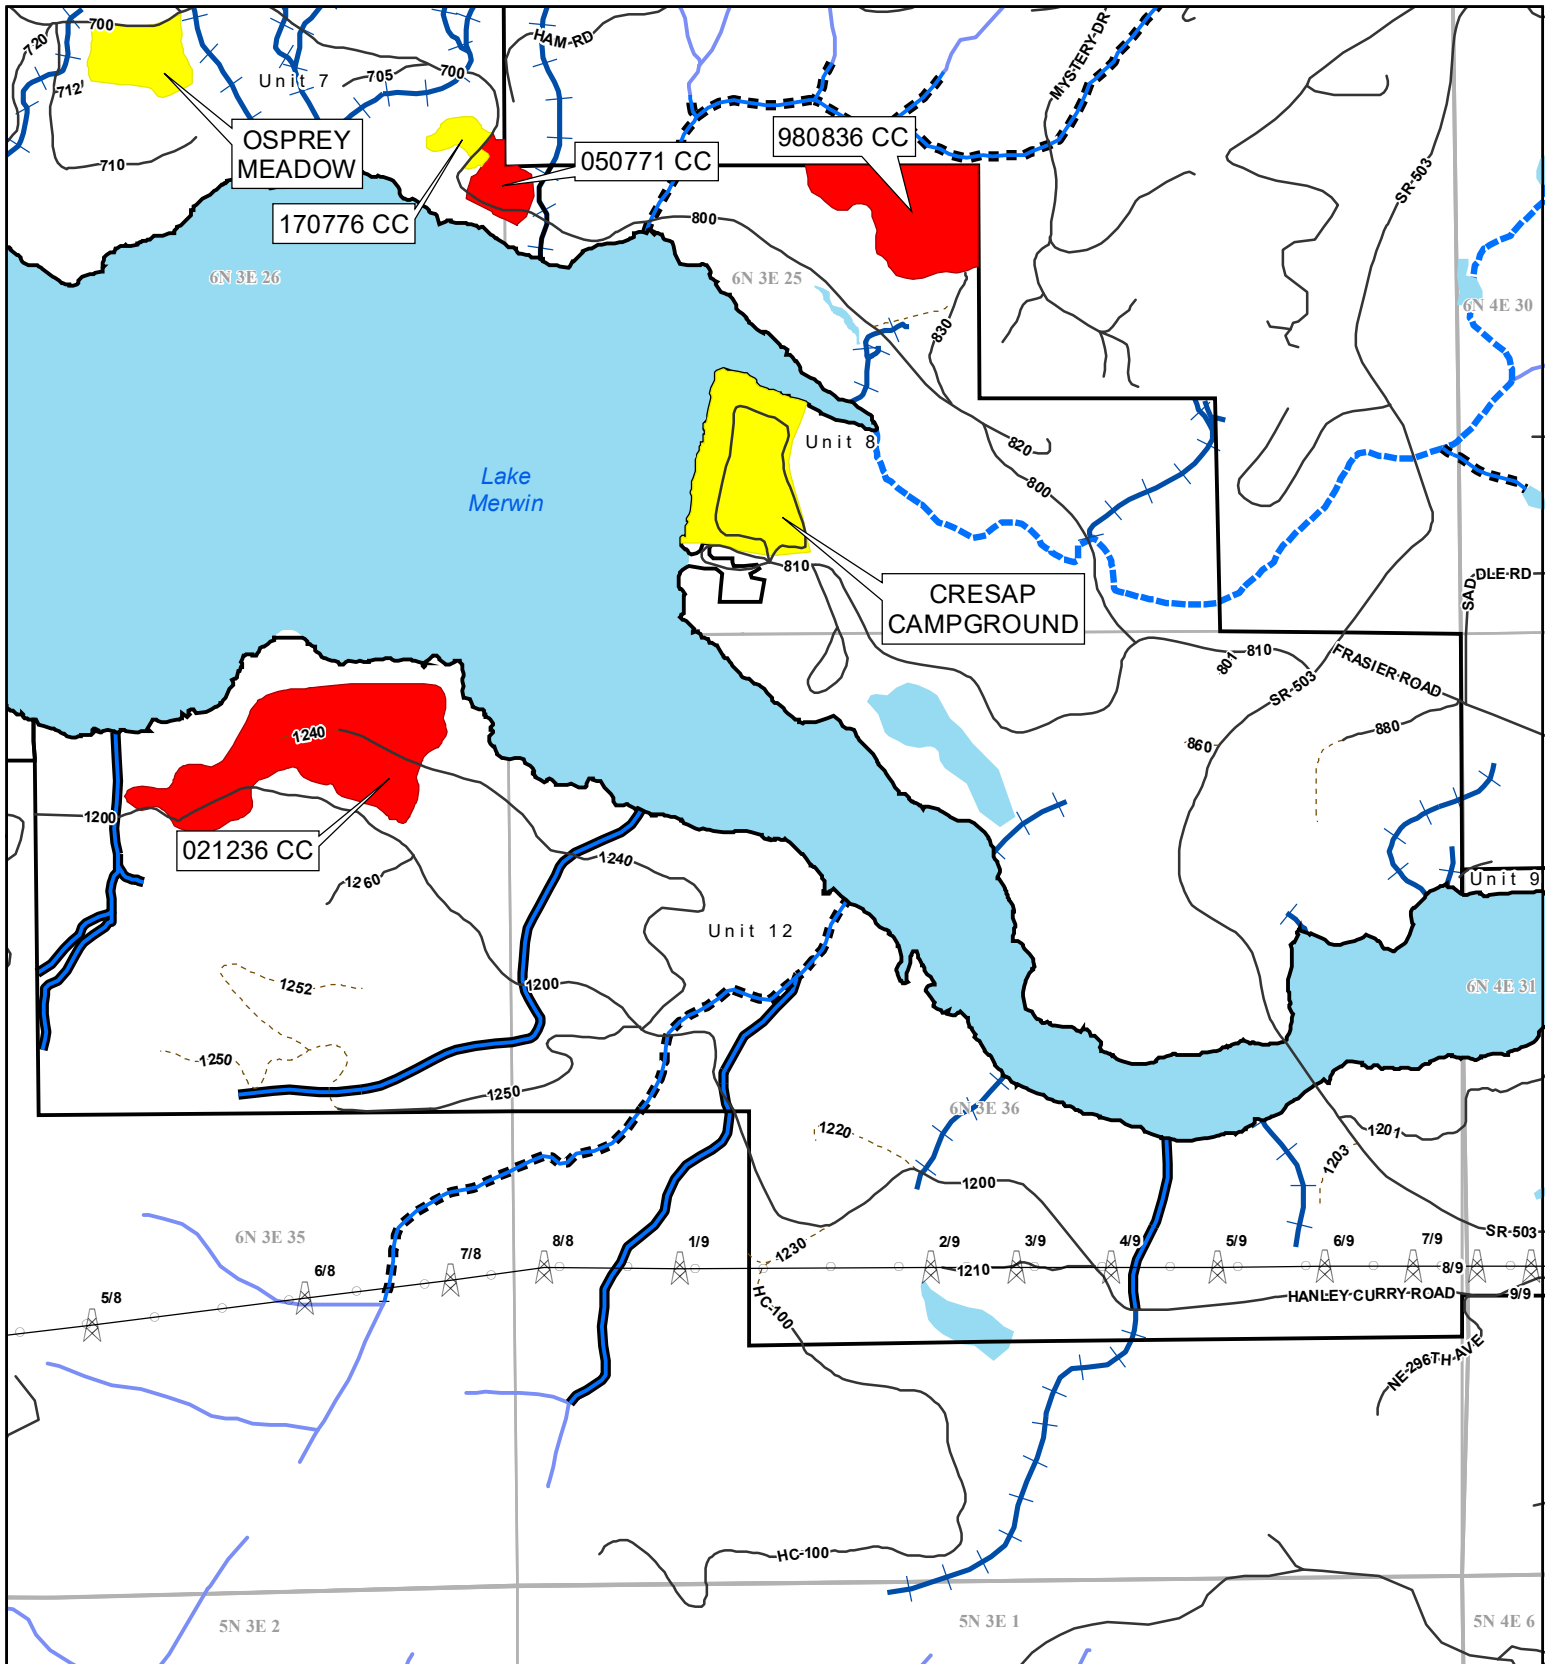 700
720
712
710
Unit 7
705
700
HAM-RD
MYSTERY-DR
OSPREY
MEADOW
050771 CC
980836 CC
170776 CC
800
SR-503
6N 3E 26
6N 3E 25
6N 4E 30
830
Unit 8
820
800
Lake
Merwin
810
CRESAP
CAMPGROUND
SADDLE-RD
801
810
FRASIER-ROAD
SR-503
1240
860
880
1200
021236 CC
1240
1260
Unit 9
Unit 12
1252
1200
6N 4E 31
1250
1250
6N 3E 36
1220
1201
1203
1200
SR-503
6N 3E 35
1230
5/8
6/8
7/8
8/8
1/9
2/9
3/9
4/9
5/9
6/9
7/9
8/9
9/9
1210
HC-100
HANLEY-CURRY-ROAD
NE-296TH-AVE
HC-100
5N 3E 2
5N 3E 1
5N 4E 6